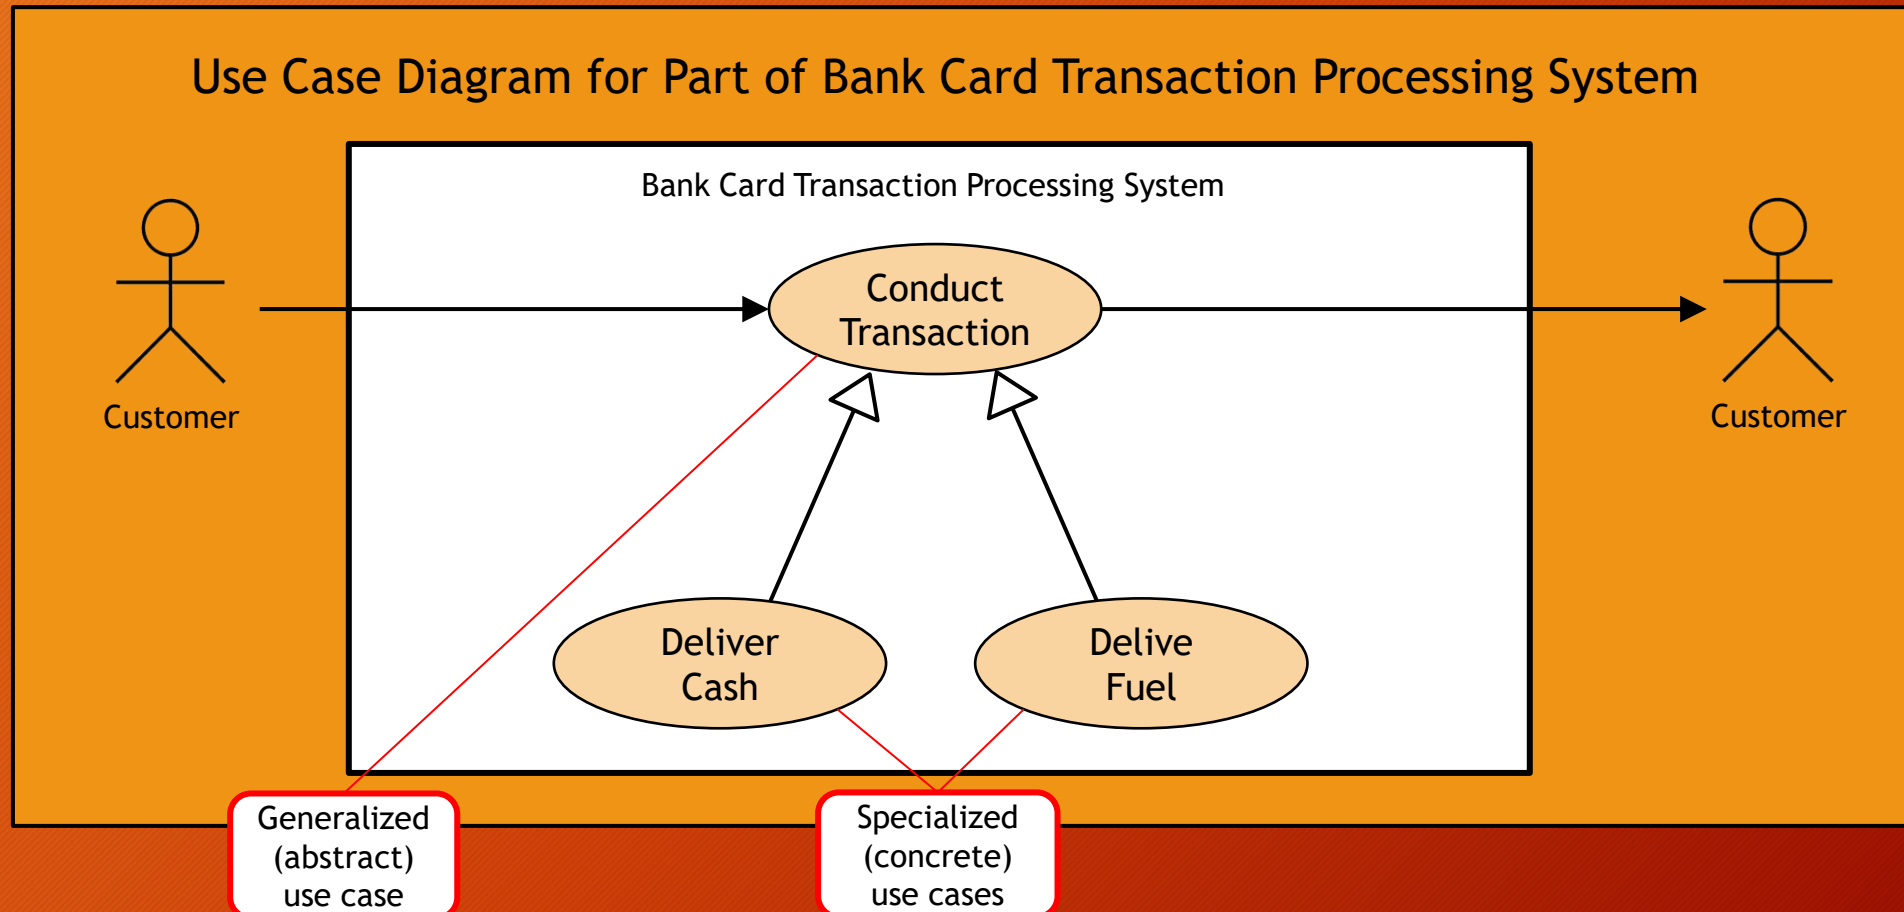 Use Case Diagram for Part of Bank Card Transaction Processing System
Bank Card Transaction Processing System
Conduct
Transaction
Customer
Customer
Deliver
Cash
Delive
Fuel
Generalized
(abstract)
use case
Specialized
(concrete)
use cases